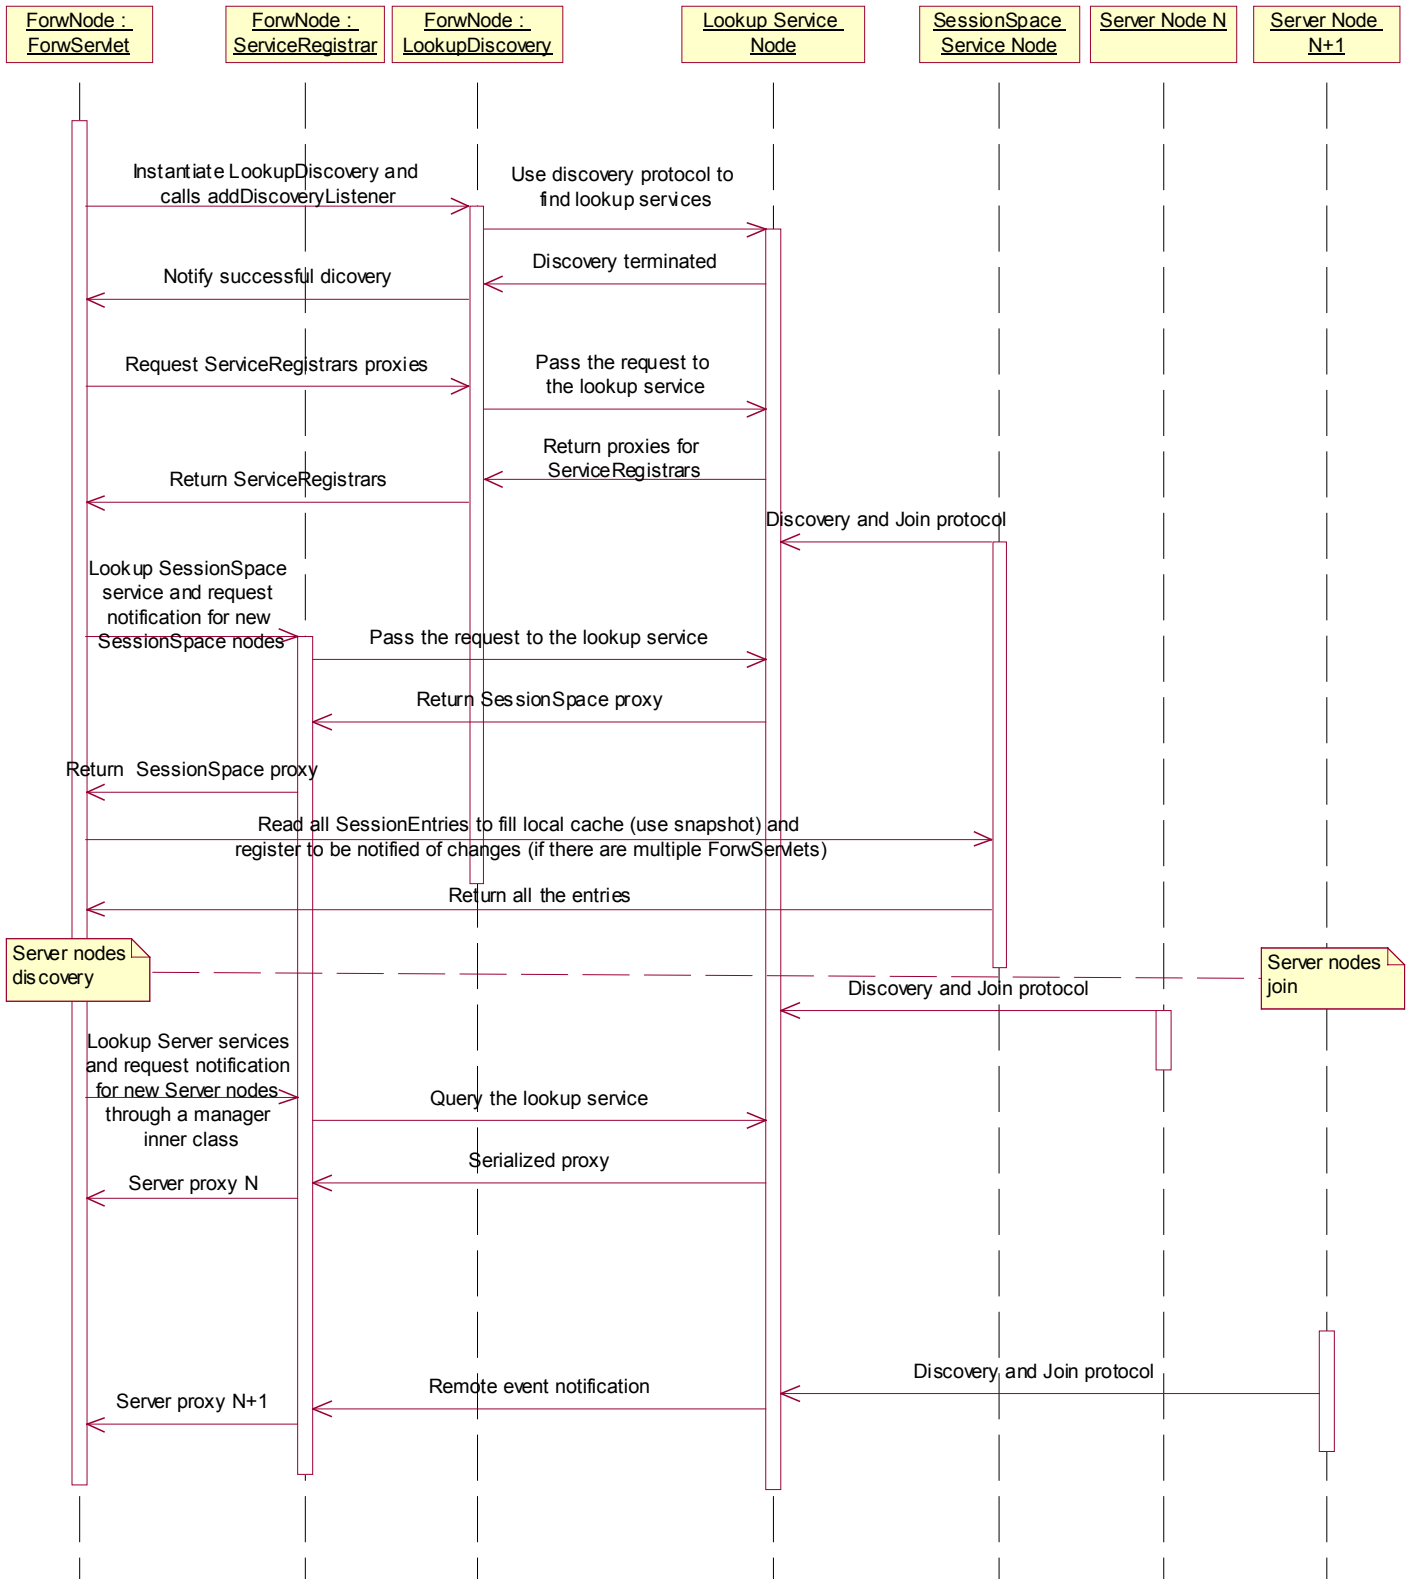 ForwNode :
ForwServlet
ForwNode :
ServiceRegistrar
ForwNode :
LookupDiscovery
Lookup Service
Node
SessionSpace
Service Node
Server Node N
Server Node
N+1
Instantiate LookupDiscovery and
calls addDiscoveryListener
Use discovery protocol to
find lookup services
Discovery terminated
Notify successful dicovery
Request ServiceRegistrars proxies
Pass the request to
the lookup service
Return proxies for
ServiceRegistrars
Return ServiceRegistrars
Discovery and Join protocol
Lookup SessionSpace
service and request
notification for new
SessionSpace nodes
Pass the request to the lookup service
Return SessionSpace proxy
Return SessionSpace proxy
Read all SessionEntries to fill local cache (use snapshot) and
register to be notified of changes (if there are multiple ForwServlets)
Return all the entries
Server nodes
discovery
Server nodes
join
Discovery and Join protocol
Lookup Server services
and request notification
for new Server nodes
through a manager
inner class
Query the lookup service
Serialized proxy
Server proxy N
Discovery and Join protocol
Remote event notification
Server proxy N+1